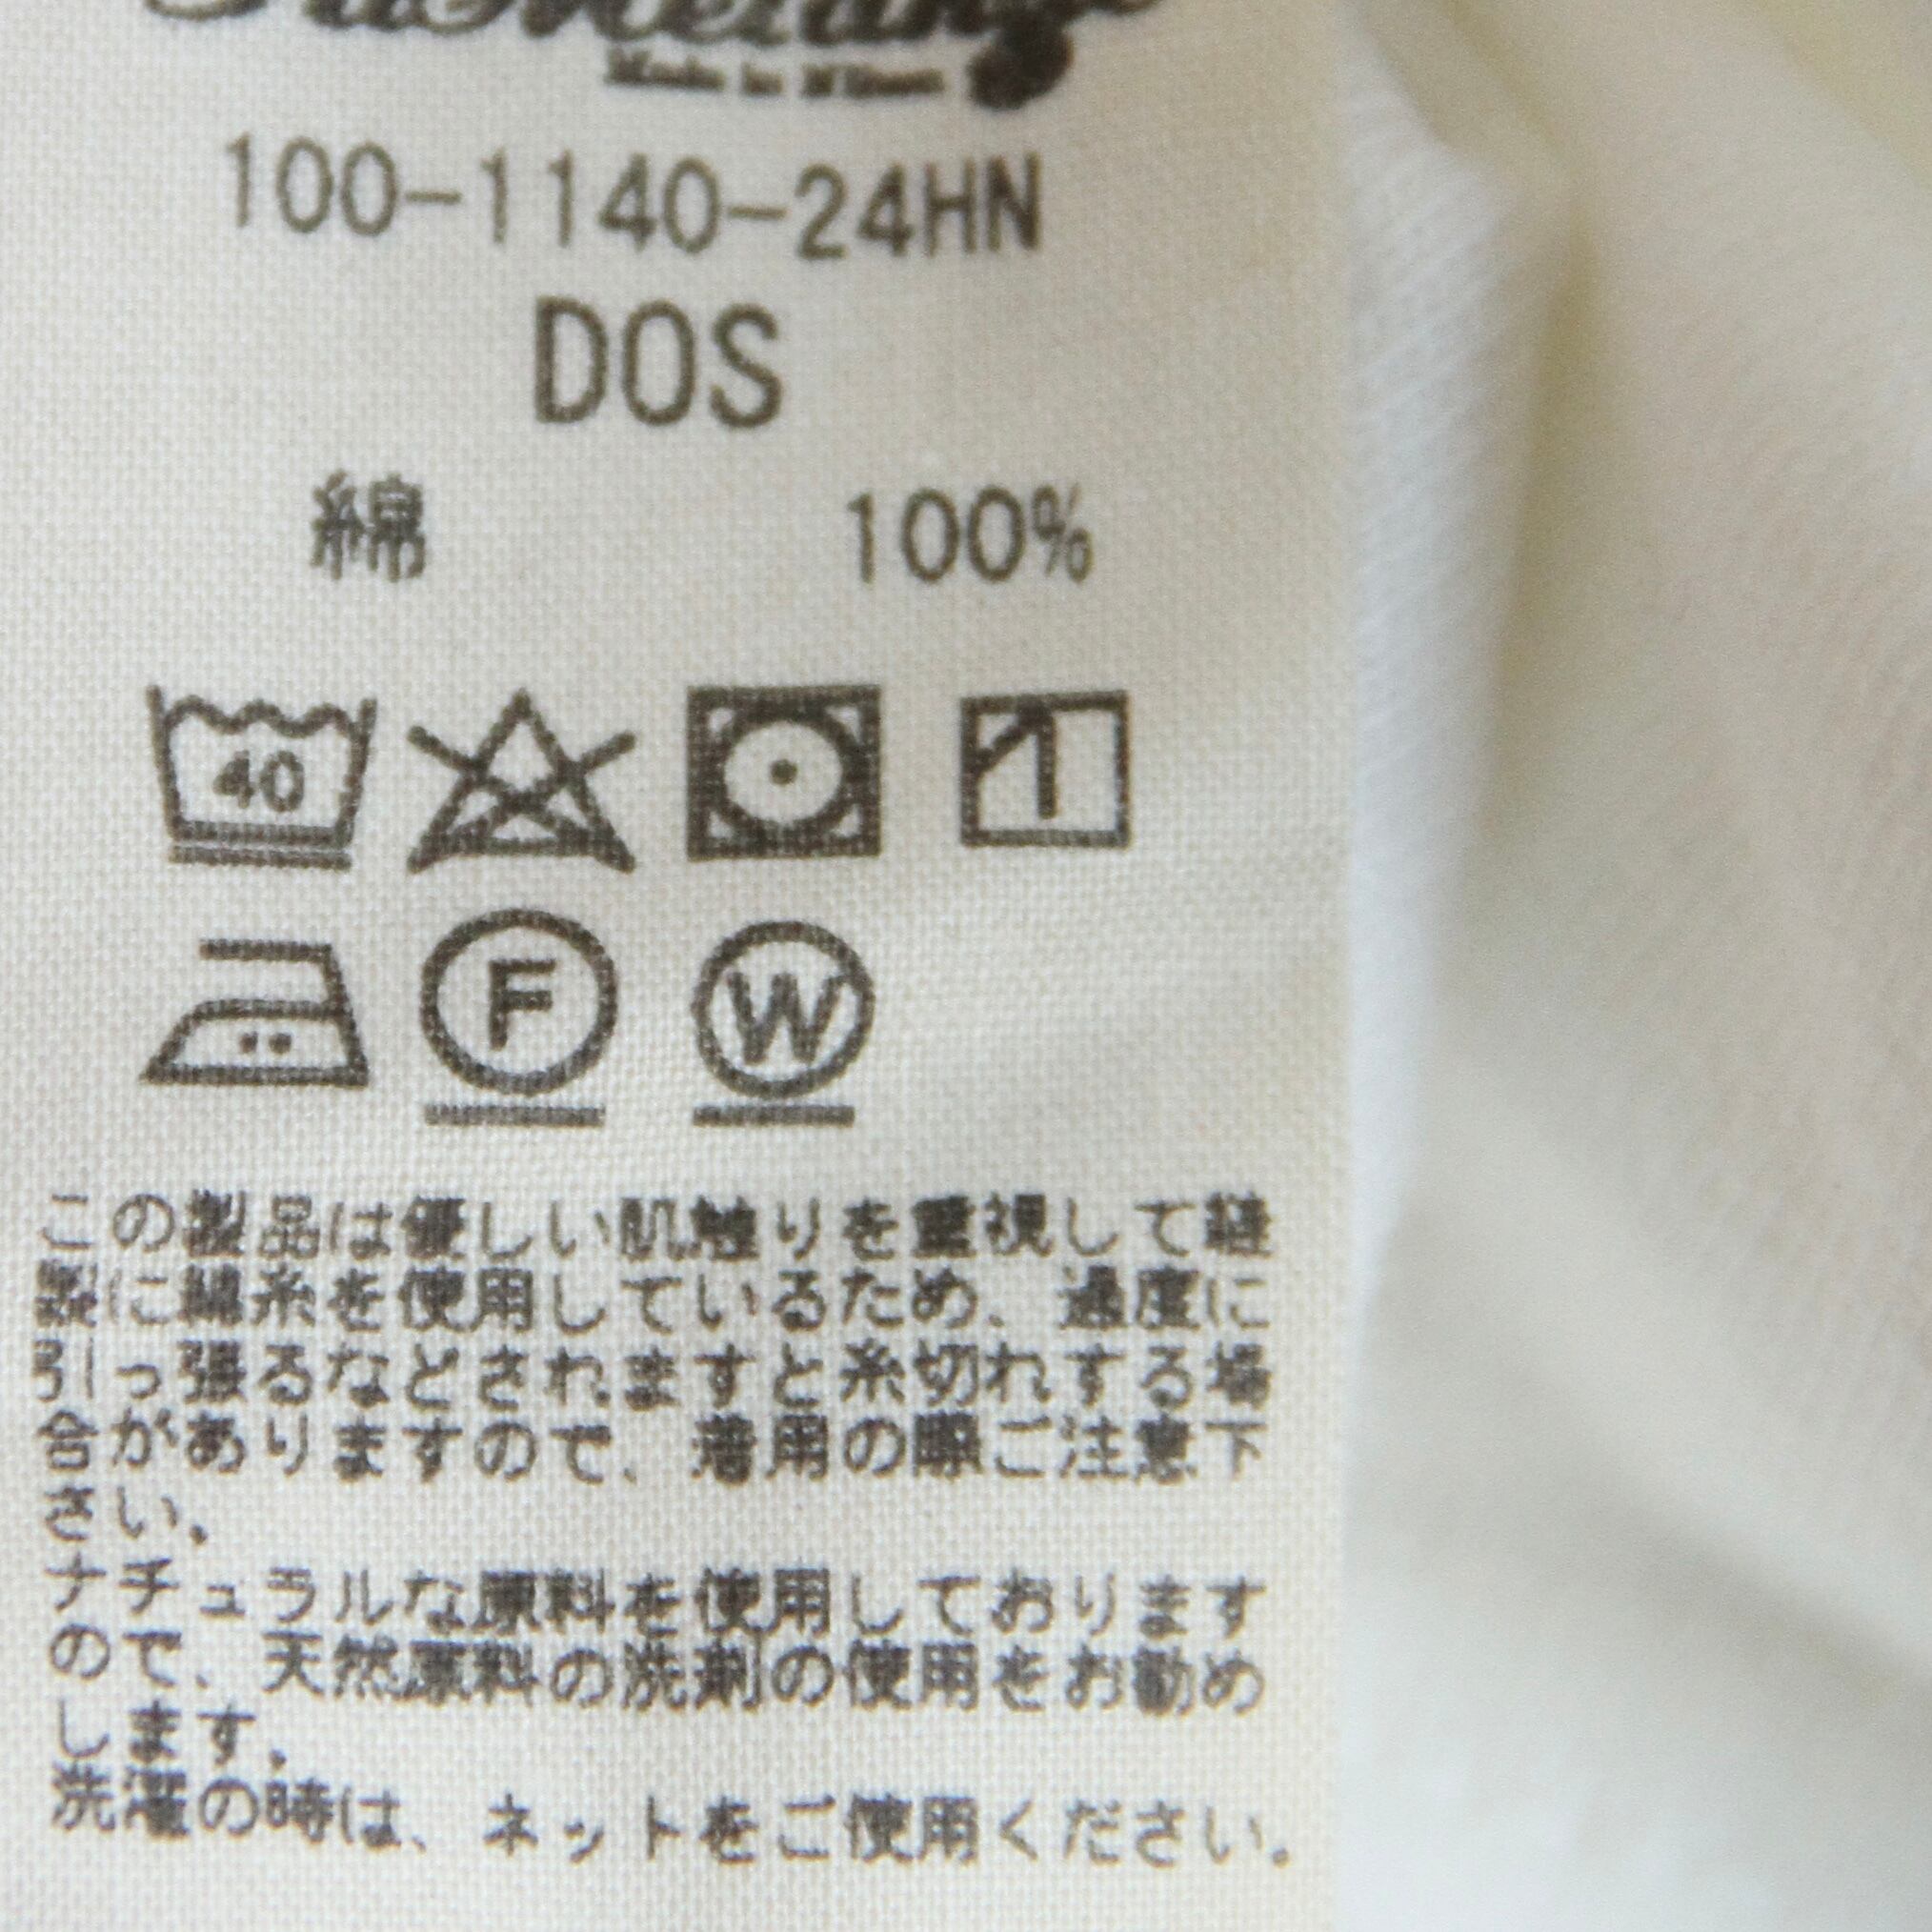 100-1140-24HN
DOS
綿 100%
40
F W
この製品は優しい肌触りを重視して縫
製に綿糸を使用しているため、過度に
引っ張るなどされますと糸切れする場
合がありますので、着用の際ご注意下
さい。
ナチュラルな原料を使用しております
ので、天然原料の洗剤の使用をお勧め
します。
洗濯の時は、ネットをご使用ください。